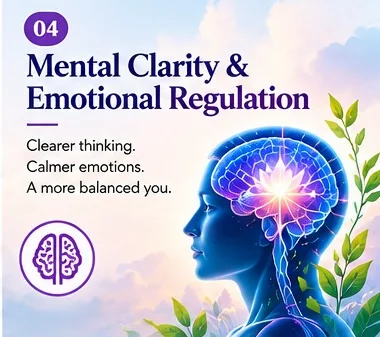 04
Mental Clarity &
Emotional Regulation
Clearer thinking.
Calmer emotions.
A more balanced you.